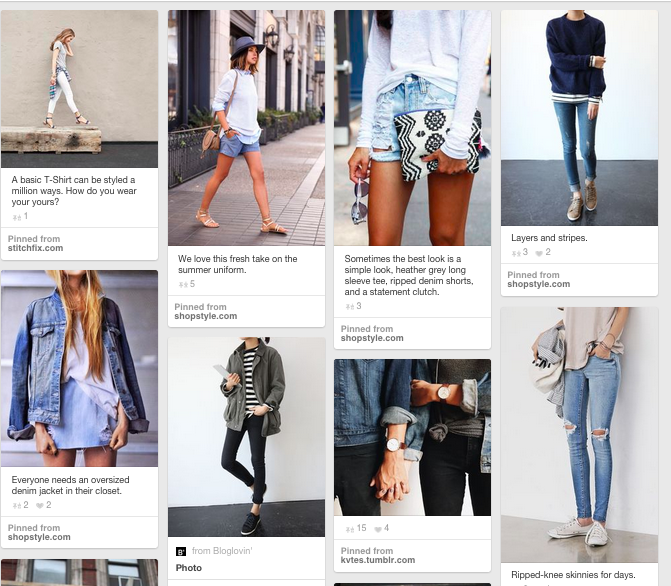 A basic T-Shirt can be styled a
million ways. How do you wear
your yours?
1
Pinned from
stitchfix.com
Everyone needs an oversized
denim jacket in their closet.
2 2
Pinned from
shopstyle.com
We love this fresh take on the
summer uniform.
5
Pinned from
shopstyle.com
B'
from Bloglovin'
Photo
Sometimes the best look is a
simple look, heather grey long
sleeve tee, ripped denim shorts,
and a statement clutch.
3
Pinned from
shopstyle.com
15 4
Pinned from
kvtes.tumblr.com
Layers and stripes.
3 2
Pinned from
shopstyle.com
Ripped-knee skinnies for days.